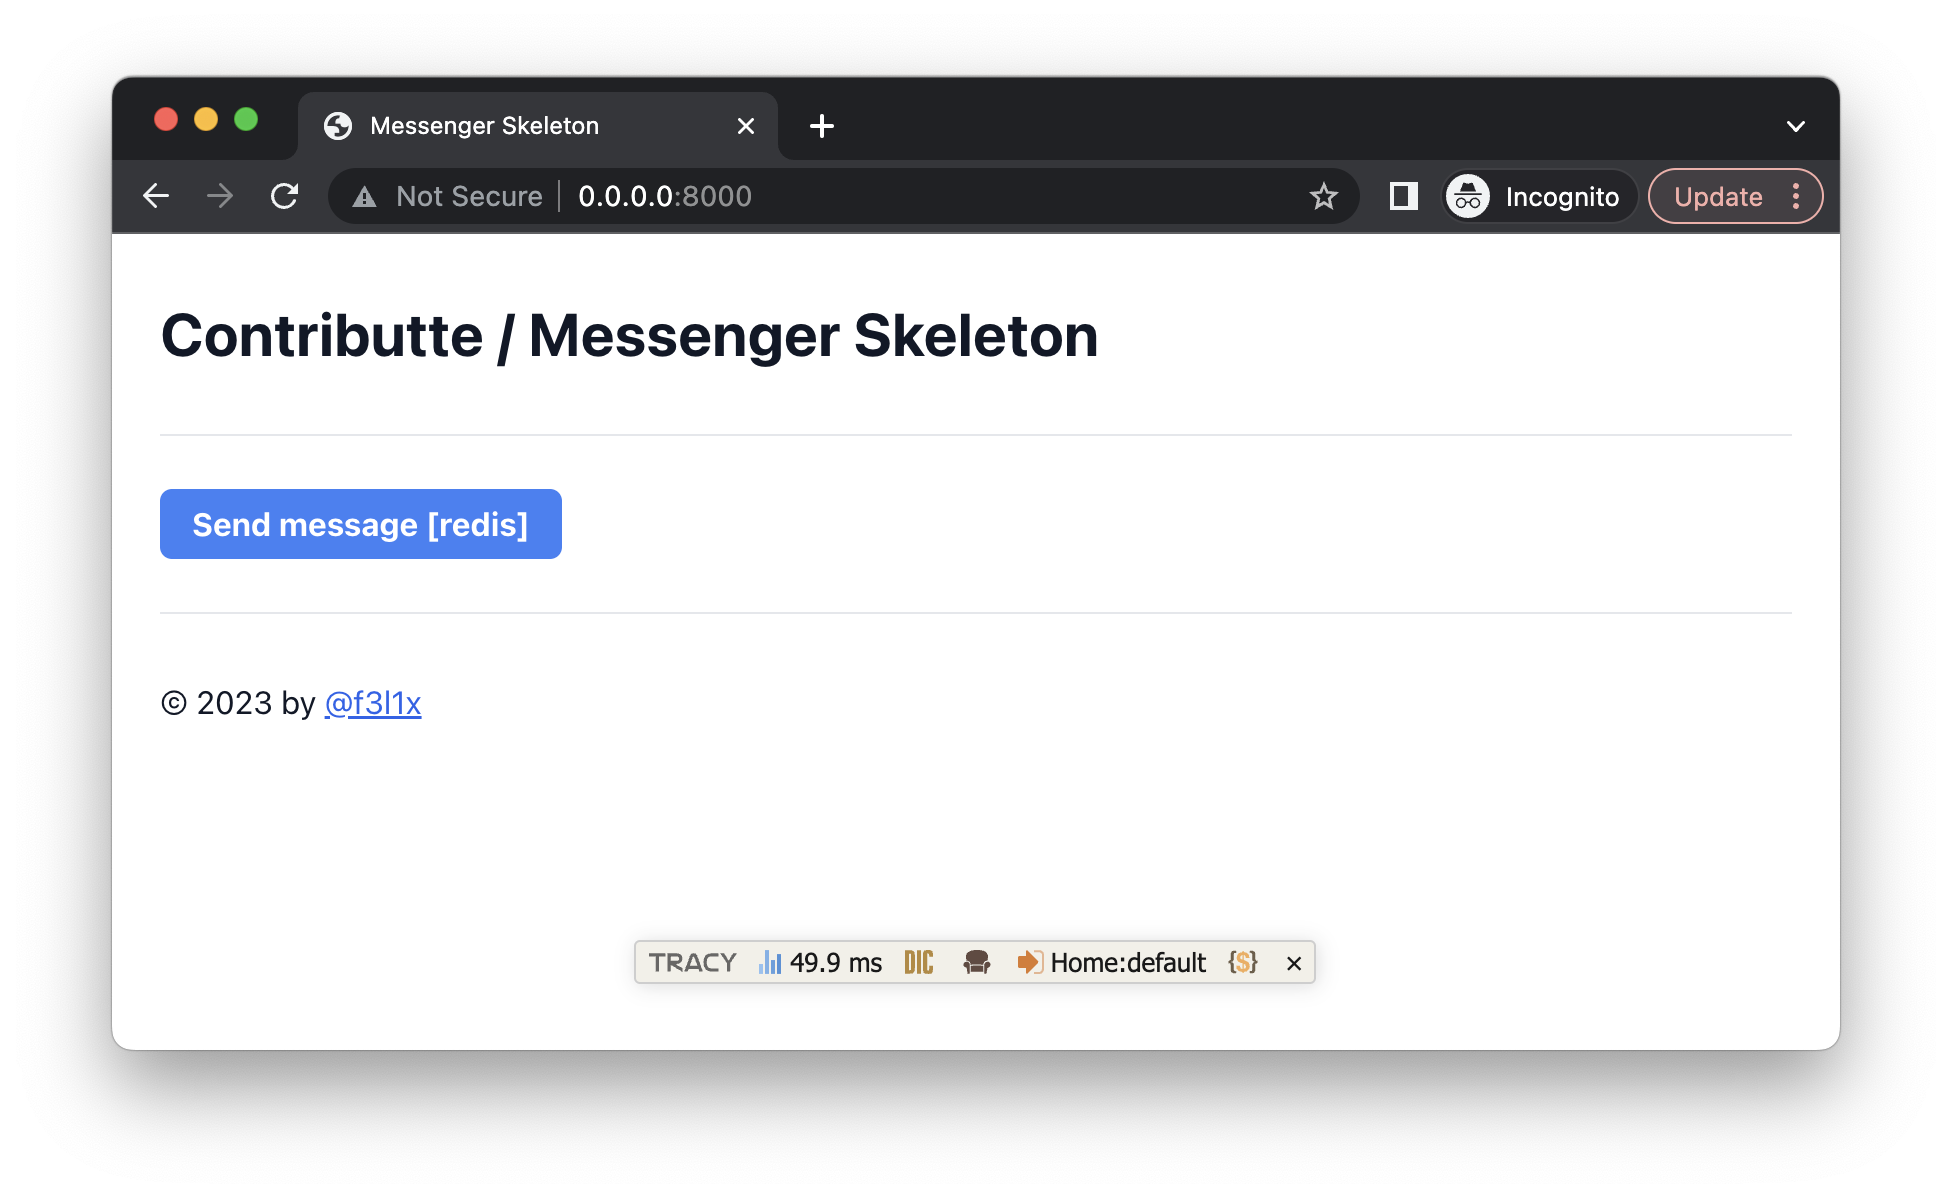 Messenger Skeleton
Not Secure 0.0.0.0:8000 Incognito Update
Contributte / Messenger Skeleton
Send message [redis]
© 2023 by @f3l1x
TRACY 49.9 ms DIC Home:default {$}